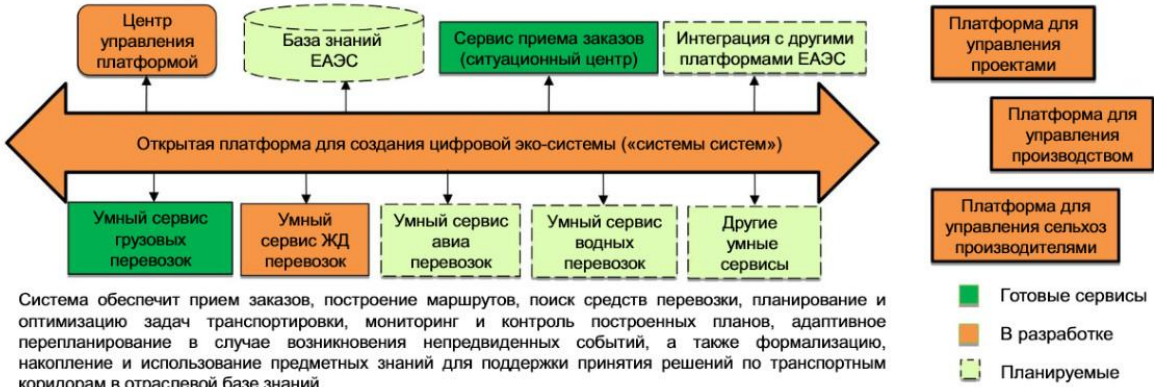 Центр
управления
платформой
База знаний
ЕАЭС
Сервис приема заказов
(ситуационный центр)
Интеграция с другими
платформами ЕАЭС
Платформа для
управления
проектами
Открытая платформа для создания цифровой эко-системы («системы систем»)
Платформа для
управления
производством
Умный сервис
грузовых
перевозок
Умный
сервис ЖД
перевозок
Умный сервис
авиа
перевозок
Умный сервис
водных
перевозок
Другие
умные
сервисы
Платформа для
управления сельхоз
производителями
Система обеспечит прием заказов, построение маршрутов, поиск средств перевозки, планирование и
оптимизацию задач транспортировки, мониторинг и контроль построенных планов, адаптивное
перепланирование в случае возникновения непредвиденных событий, а также формализацию,
накопление и использование предметных знаний для поддержки принятия решений по транспортным
коридорам в отраслевой базе знаний
Готовые сервисы
В разработке
Планируемые